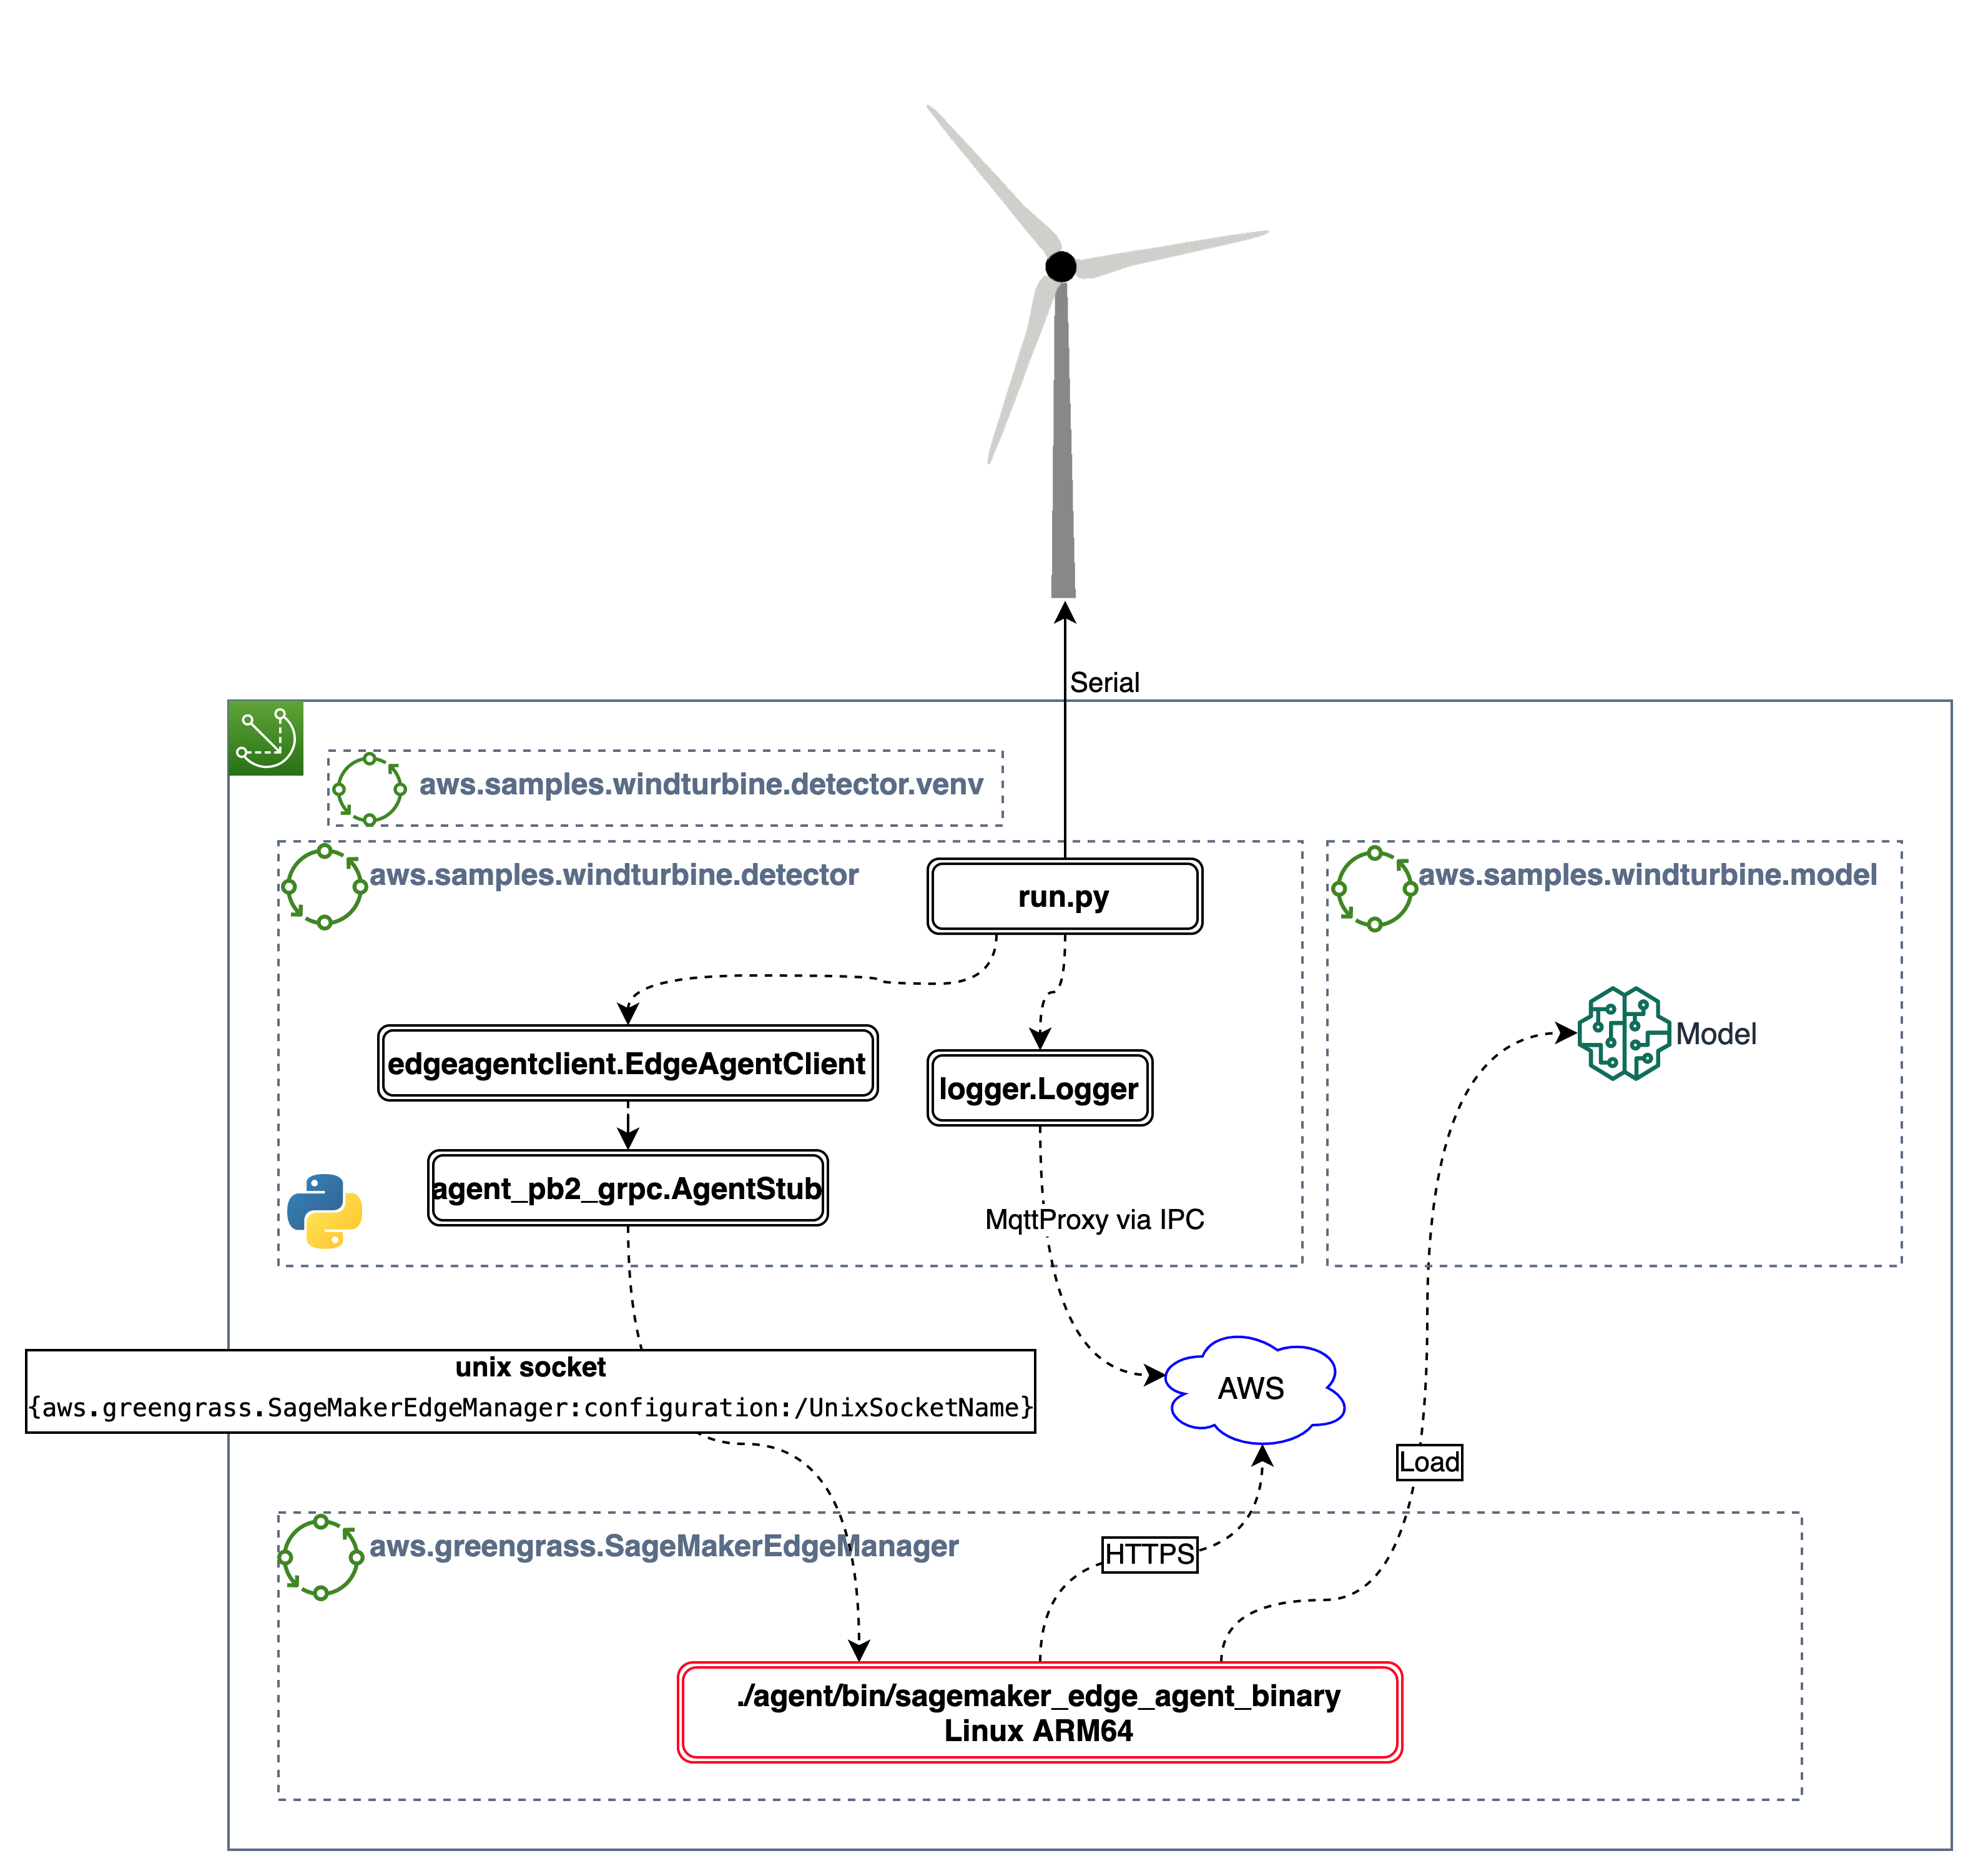 Serial
aws.samples.windturbine.detector.venv
aws.samples.windturbine.detector
run.py
aws.samples.windturbine.model
edgeagentclient.EdgeAgentClient
logger.Logger
Model
agent_pb2_grpc.AgentStub
MqttProxy via IPC
unix socket
{aws.greengrass.SageMakerEdgeManager:configuration:/UnixSocketName}
AWS
Load
aws.greengrass.SageMakerEdgeManager
HTTPS
./agent/bin/sagemaker_edge_agent_binary
Linux ARM64